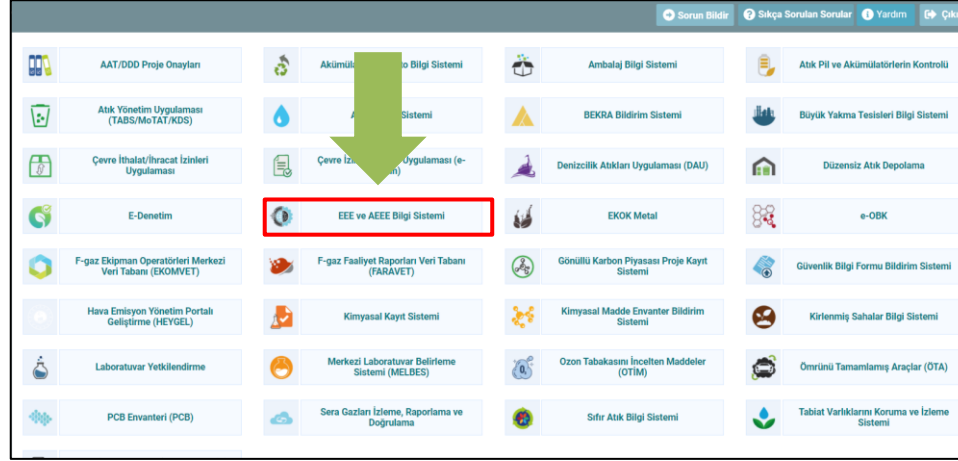 Sorun Bildir
Sıkça Sorulan Sorular
Yardım
AAT/DDD Proje Onayları
Bilgi Sistemi
Ambalaj Bilgi Sistemi
Atık Pil ve Akümülatörlerin Kontrolü
Atık Yönetim Uygulaması
(TABS/MoTAT/KDS)
Sistemi
BEKRA Bildirim Sistemi
Büyük Yakma Tesisleri Bilgi Sistemi
Çevre İthalat/İhracat İzinleri
Uygulaması
Çevre
Uygulaması (e-
Denizcilik Atıkları Uygulaması (DAU)
Düzensiz Atık Depolama
E-Denetim
EEE ve AEEE Bilgi Sistemi
EKOK Metal
e-OBK
F-gaz Ekipman Operatörleri Merkezi
Veri Tabanı (EKOMVET)
F-gaz Faaliyet Raporları Veri Tabanı
(FARAVET)
Gönüllü Karbon Piyasası Proje Kayıt
Sistemi
Güvenlik Bilgi Formu Bildirim Sistemi
Hava Emisyon Yönetim Portalı
Geliştirme (HEYGEL)
Kimyasal Kayıt Sistemi
Kimyasal Madde Envanter Bildirim
Sistemi
Kirlenmiş Sahalar Bilgi Sistemi
Laboratuvar Yetkilendirme
Merkezi Laboratuvar Belirleme
Sistemi (MELBES)
Ozon Tabakasını İncelten Maddeler
(OTİM)
Ömrünü Tamamlamış Araçlar (ÖTA)
PCB Envanteri (PCB)
Sera Gazları İzleme, Raporlama ve
Doğrulama
Sıfır Atık Bilgi Sistemi
Tabiat Varlıklarını Koruma ve İzleme
Sistemi